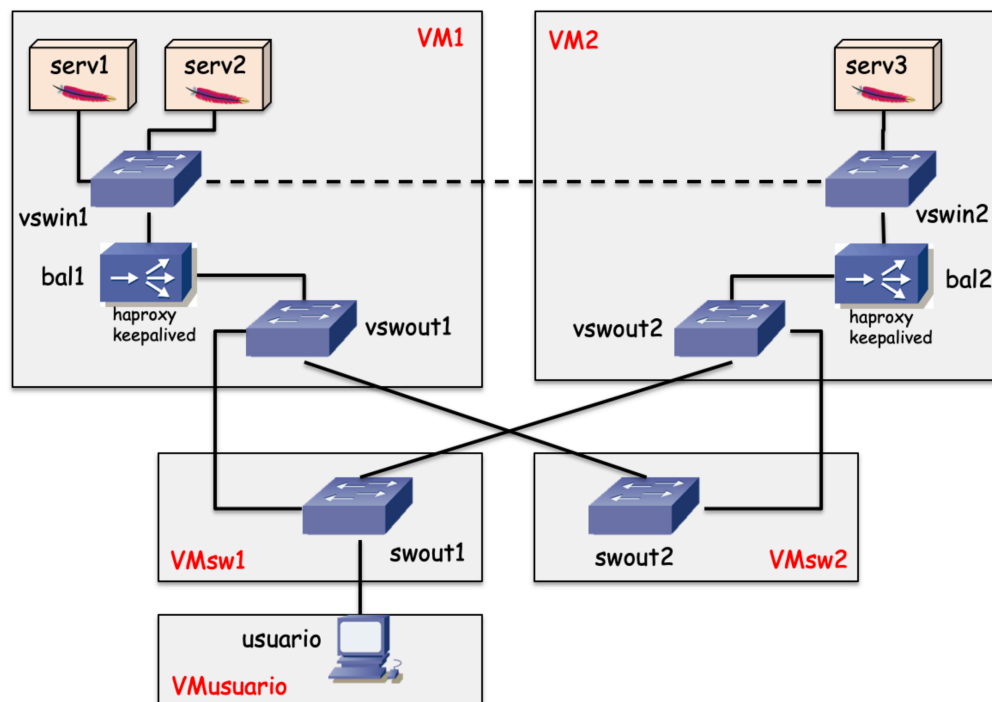 VM1
serv1
serv2
vswin1
bal1
haproxy
keepalived
vswout1
VM2
serv3
vswin2
bal2
haproxy
keepalived
vswout2
swout1
VMsw1
swout2
VMsw2
usuario
VMusuario